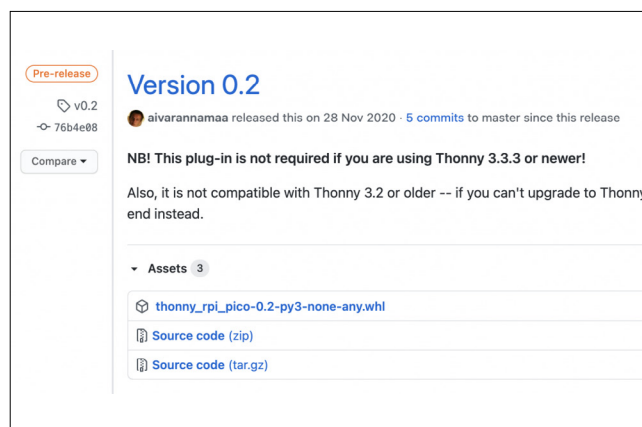 Pre-release
v0.2
76b4e08
Compare
Version 0.2
aivarannamaa released this on 28 Nov 2020 · 5 commits to master since this release
NB! This plug-in is not required if you are using Thonny 3.3.3 or newer!
Also, it is not compatible with Thonny 3.2 or older -- if you can't upgrade to Thonny
end instead.
Assets 3
thonny_rpi_pico-0.2-py3-none-any.whl
Source code (zip)
Source code (tar.gz)